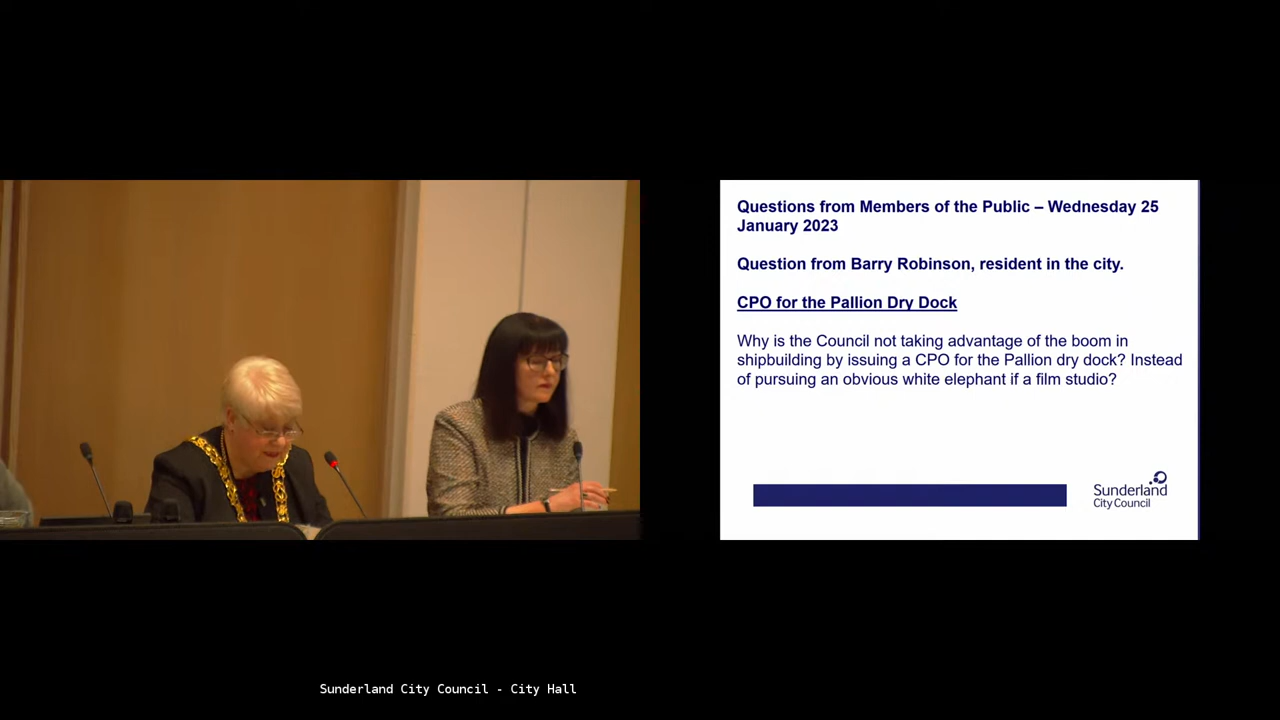 Questions from Members of the Public – Wednesday 25
January 2023
Question from Barry Robinson, resident in the city.
CPO for the Pallion Dry Dock
Why is the Council not taking advantage of the boom in
shipbuilding by issuing a CPO for the Pallion dry dock? Instead
of pursuing an obvious white elephant if a film studio?
Sunderland
City Council
Sunderland City Council - City Hall